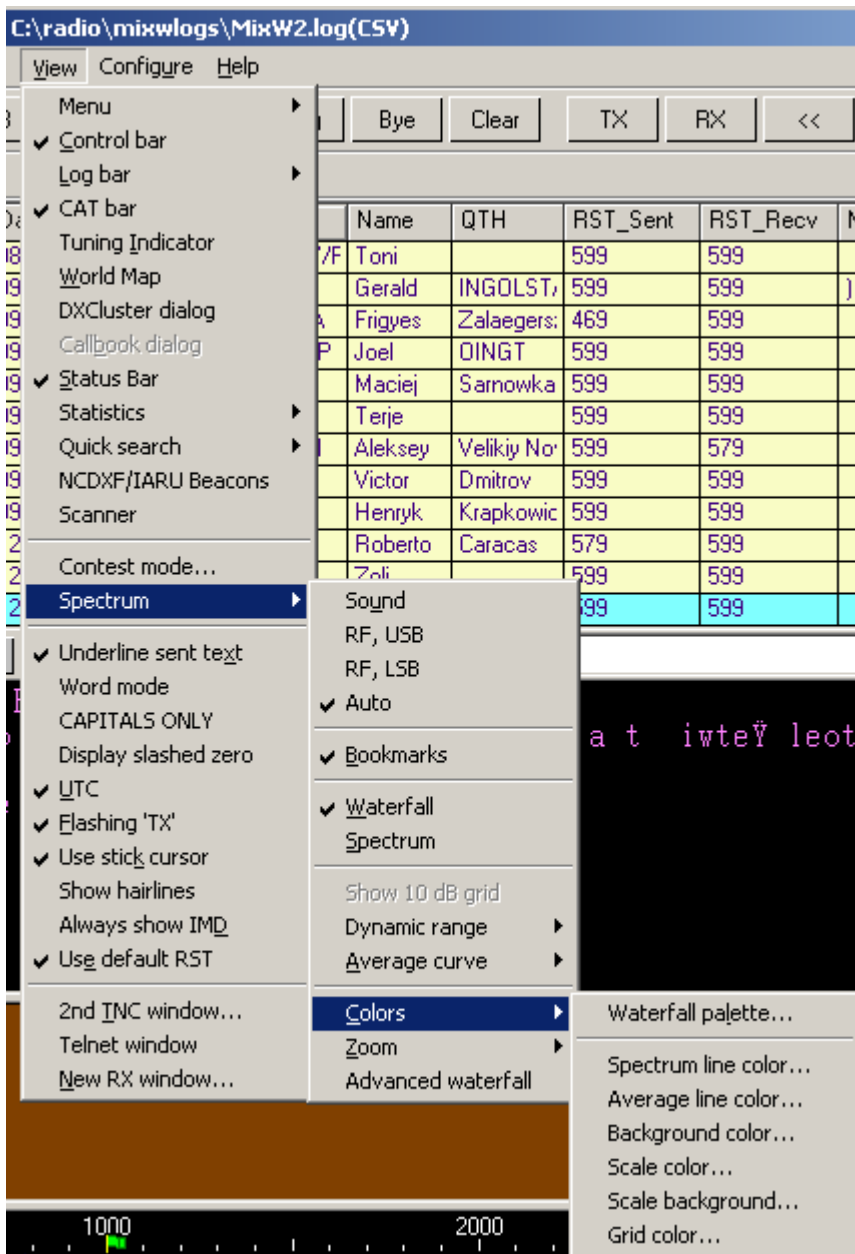 C:\radio\mixwlogs\MixW2.log(CSV)
View Configure Help
Bye Clear TX RX <<
Menu
Control bar
Log bar
CAT bar
Tuning Indicator
World Map
DXCluster dialog
Callbook dialog
Status Bar
Statistics
Quick search
NCDXF/IARU Beacons
Scanner
Contest mode...
Spectrum
Underline sent text
Word mode
CAPITALS ONLY
Display slashed zero
UTC
Flashing 'TX'
Use stick cursor
Show hairlines
Always show IMD
Use default RST
2nd TNC window...
Telnet window
New RX window...
Name QTH RST_Sent RST_Recv
/F Toni 599 599
Gerald INGOLST 599 599
Frigyes Zalaegers 469 599
P Joel OINGT 599 599
Maciej Sarnowka 599 599
Terje 599 599
Aleksey Velikiy No 599 579
Victor Dmitrov 599 599
Henryk Krapkowic 599 599
Roberto Caracas 579 599
Zoli 599 599
599 599
Sound
RF, USB
RF, LSB
Auto
Bookmarks
Waterfall
Spectrum
Show 10 dB grid
Dynamic range
Average curve
Colors
Zoom
Advanced waterfall
a t iwteŸ leot
Waterfall palette...
Spectrum line color...
Average line color...
Background color...
Scale color...
Scale background...
Grid color...
1000 2000